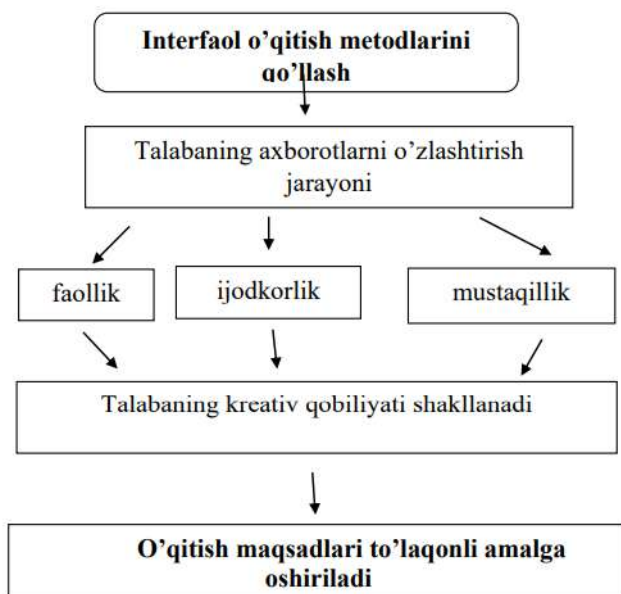 Interfaol o’qitish metodlarini
qo’llash
Talabaning axborotlarni o’zlashtirish
jarayoni
faollik
ijodkorlik
mustaqillik
Talabaning kreativ qobiliyati shakllanadi
O’qitish maqsadlari to’laqonli amalga
oshiriladi